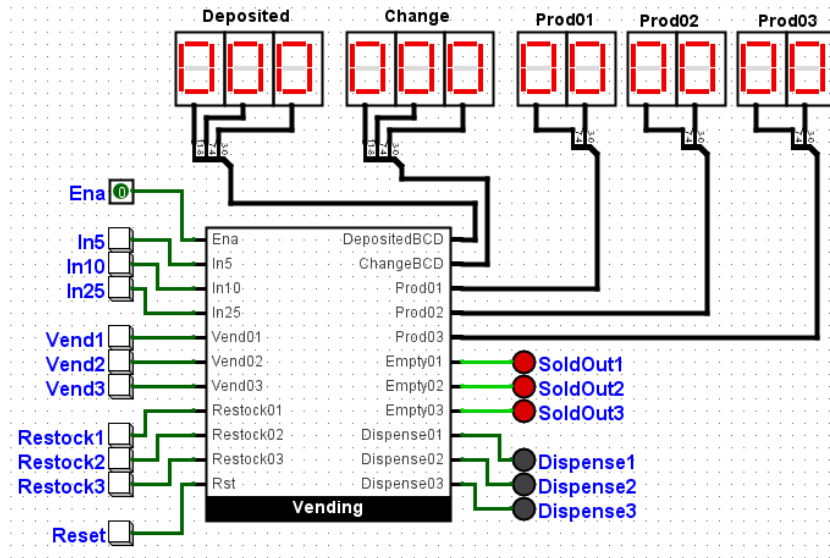 Deposited Change Prod01 Prod02 Prod03
Ena 0
In5
In10
In25
Vend1
Vend2
Vend3
Restock1
Restock2
Restock3
Reset
Ena DepositedBCD
In5 ChangeBCD
In10 Prod01
In25 Prod02
Vend01 Prod03
Vend02 Empty01
Vend03 Empty02
Restock01 Empty03
Restock02 Dispense01
Restock03 Dispense02
Rst Dispense03
Vending
SoldOut1
SoldOut2
SoldOut3
Dispense1
Dispense2
Dispense3